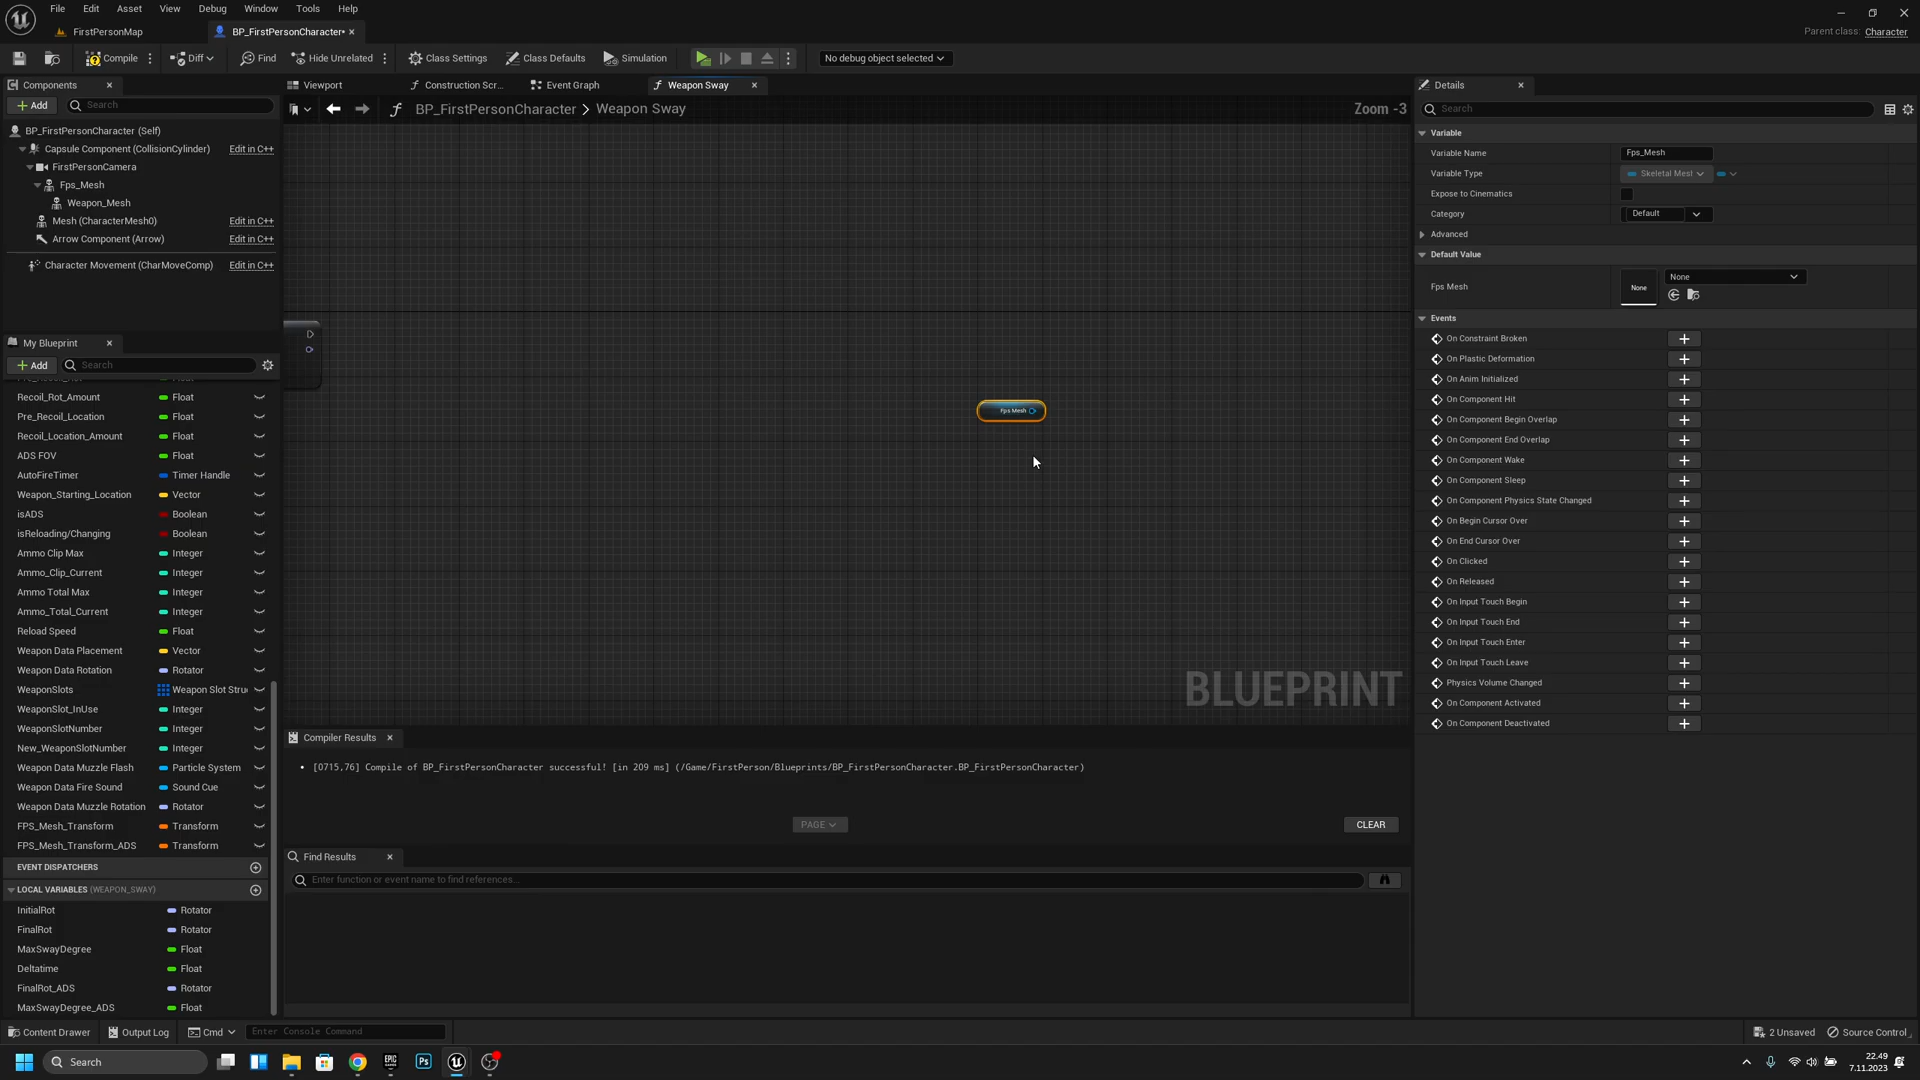 File Edit Asset View Debug Window Tools Help
FirstPersonMap
BP_FirstPersonCharacter•
Parent class: Character
Compile
Diff
Find
Hide Unrelated
Class Settings
Class Defaults
Simulation
No debug object selected
Components
Add
Search
BP_FirstPersonCharacter (Self)
Capsule Component (CollisionCylinder) Edit in C++
FirstPersonCamera
Fps_Mesh
Weapon_Mesh
Mesh (CharacterMesh0) Edit in C++
Arrow Component (Arrow) Edit in C++
Character Movement (CharMoveComp) Edit in C++
My Blueprint
Add
Search
Float
Recoil_Rot_Amount Float
Pre_Recoil_Location Float
Recoil_Location_Amount Float
ADS FOV Float
AutoFireTimer Timer Handle
Weapon_Starting_Location Vector
isADS Boolean
isReloading/Changing Boolean
Ammo Clip Max Integer
Ammo_Clip_Current Integer
Ammo Total Max Integer
Ammo_Total_Current Integer
Reload Speed Float
Weapon Data Placement Vector
Weapon Data Rotation Rotator
WeaponSlots Weapon Slot Stru
WeaponSlot_InUse Integer
WeaponSlotNumber Integer
New_WeaponSlotNumber Integer
Weapon Data Muzzle Flash Particle System
Weapon Data Fire Sound Sound Cue
Weapon Data Muzzle Rotation Rotator
FPS_Mesh_Transform Transform
FPS_Mesh_Transform_ADS Transform
EVENT DISPATCHERS
LOCAL VARIABLES (WEAPON_SWAY)
InitialRot Rotator
FinalRot Rotator
MaxSwayDegree Float
Deltatime Float
FinalRot_ADS Rotator
MaxSwayDegree_ADS Float
Viewport
Construction Scr...
Event Graph
Weapon Sway
BP_FirstPersonCharacter > Weapon Sway
Zoom -3
Fps Mesh
BLUEPRINT
Compiler Results
• [0715,76] Compile of BP_FirstPersonCharacter successful! [in 209 ms] (/Game/FirstPerson/Blueprints/BP_FirstPersonCharacter.BP_FirstPersonCharacter)
PAGE
CLEAR
Find Results
Enter function or event name to find references...
Details
Search
Variable
Variable Name Fps_Mesh
Variable Type Skeletal Mesl
Expose to Cinematics
Category Default
Advanced
Default Value
Fps Mesh None None
Events
On Constraint Broken
On Plastic Deformation
On Anim Initialized
On Component Hit
On Component Begin Overlap
On Component End Overlap
On Component Wake
On Component Sleep
On Component Physics State Changed
On Begin Cursor Over
On End Cursor Over
On Clicked
On Released
On Input Touch Begin
On Input Touch End
On Input Touch Enter
On Input Touch Leave
Physics Volume Changed
On Component Activated
On Component Deactivated
Content Drawer
Output Log
Cmd
Enter Console Command
2 Unsaved
Source Control
Search
EPIC
Ps
22.49
7.11.2023